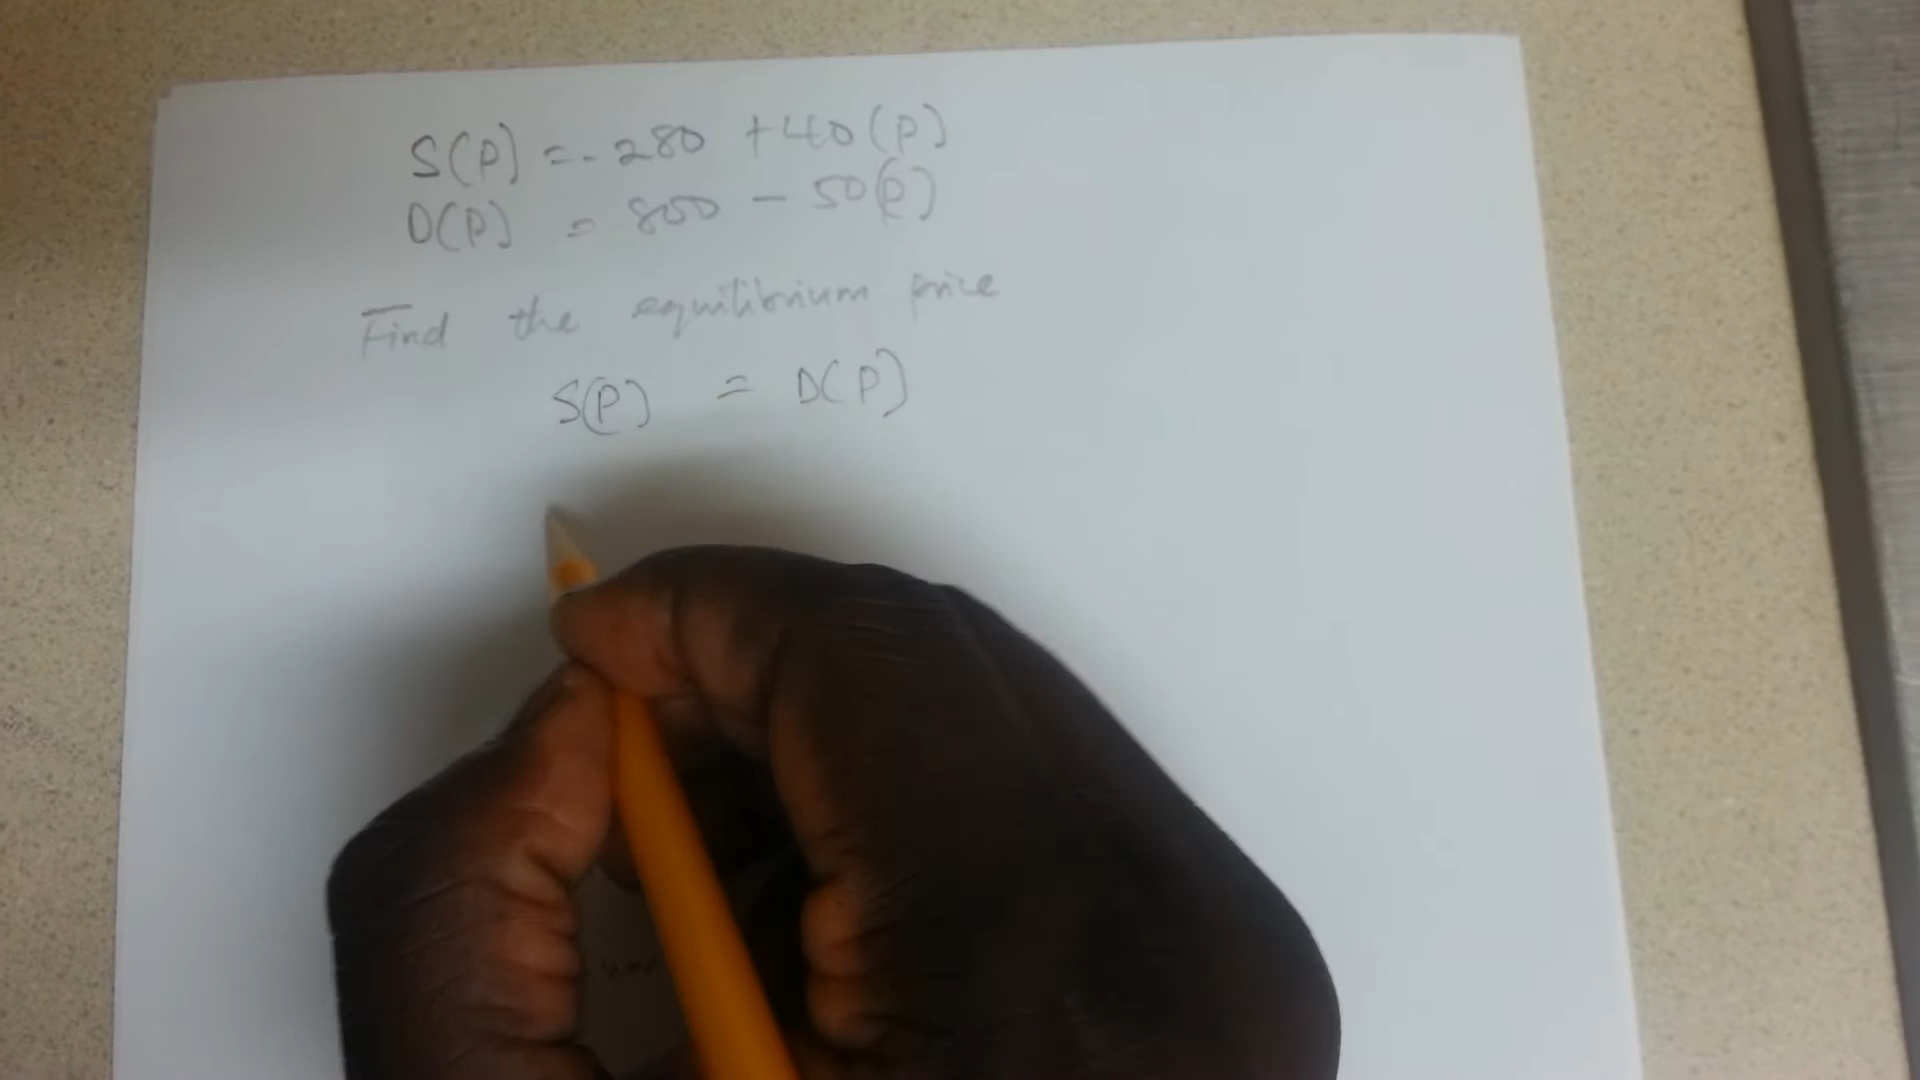 S(P) = -280 + 40(P)
D(P) = 800 - 50(P)
Find the equilibrium price
S(P) = D(P)